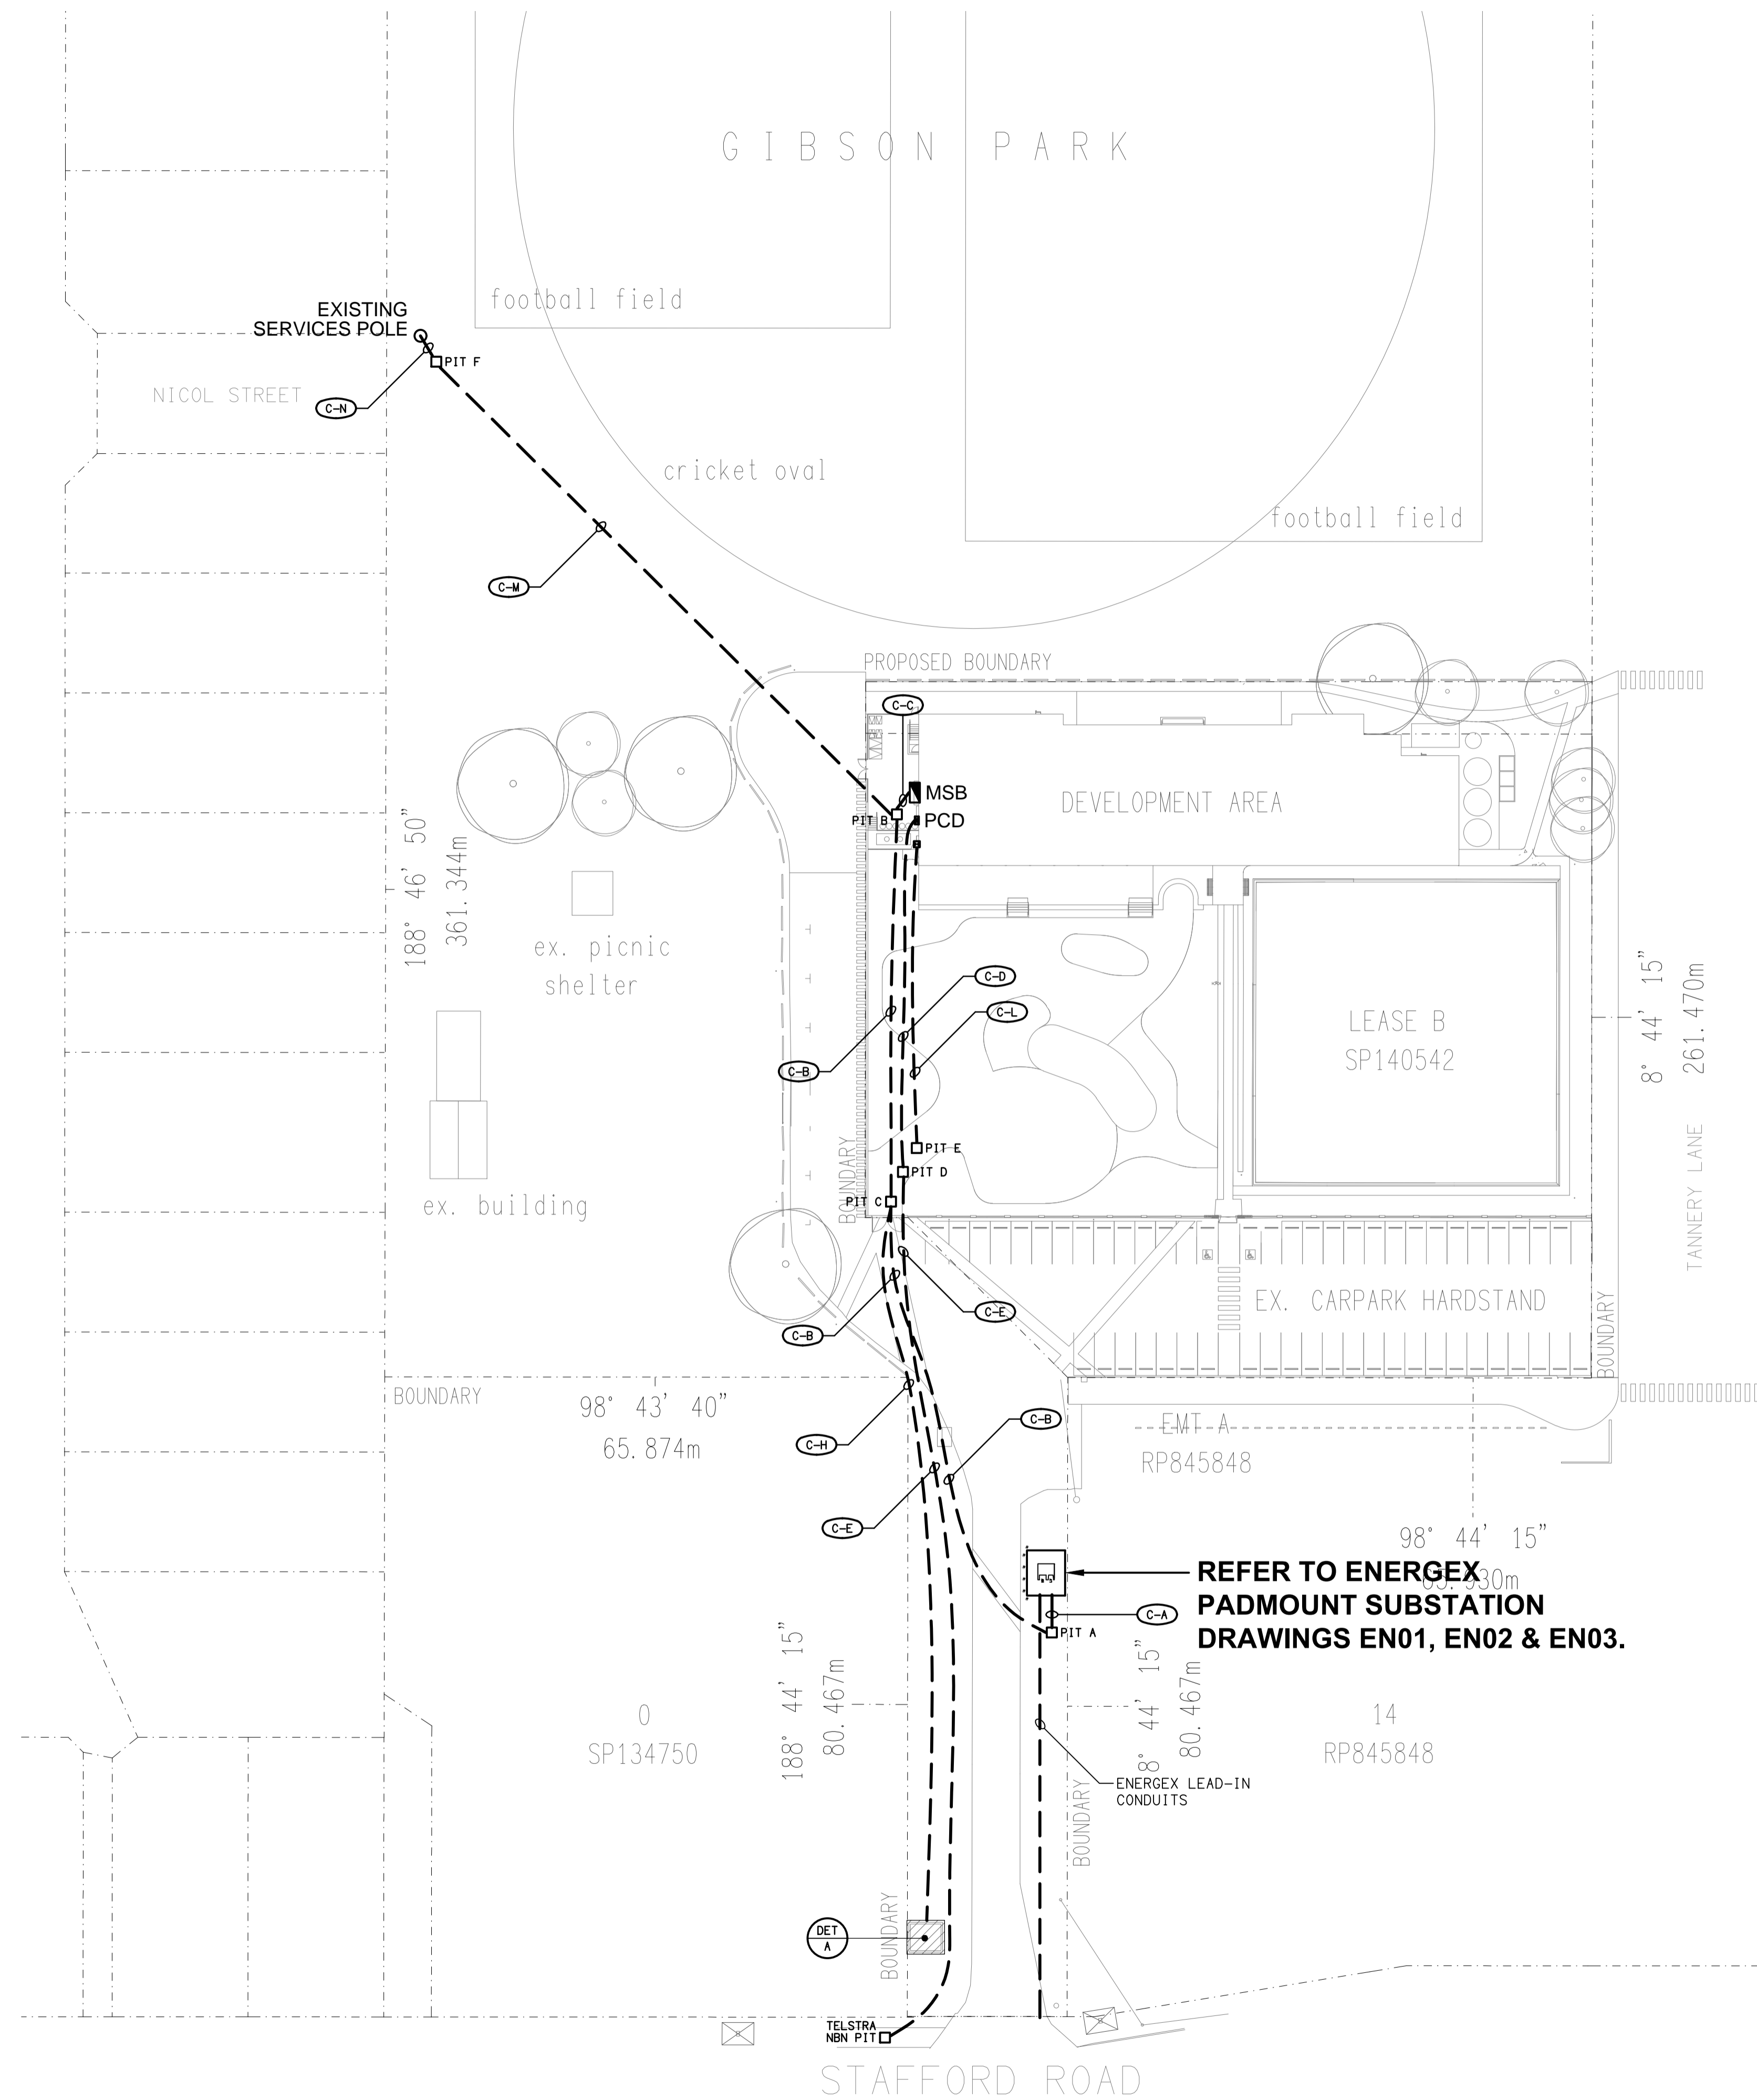 GIBSON PARK
football field
EXISTING
SERVICES POLE
PIT F
NICOL STREET
C-N
cricket oval
football field
C-M
PROPOSED BOUNDARY
C-C
MSB
DEVELOPMENT AREA
PIT B
PCD
188° 46' 50"
361.344m
ex. picnic
shelter
C-D
C-L
8° 44' 15"
261.470m
LEASE B
SP140542
C-B
TANNERY LANE
BOUNDARY
PIT E
PIT D
PIT C
ex. building
C-E
EX. CARPARK HARDSTAND
C-B
BOUNDARY
BOUNDARY
98° 43' 40"
65.874m
C-B
EMT A
RP845848
C-H
C-E
98° 44' 15"
65.930m
REFER TO ENERGEX
PADMOUNT SUBSTATION
DRAWINGS EN01, EN02 & EN03.
C-A
PIT A
188° 44' 15"
80.467m
8° 44' 15"
80.467m
0
SP134750
14
RP845848
ENERGEX LEAD-IN
CONDUITS
BOUNDARY
BOUNDARY
DET
A
TELSTRA
NBN PIT
STAFFORD ROAD